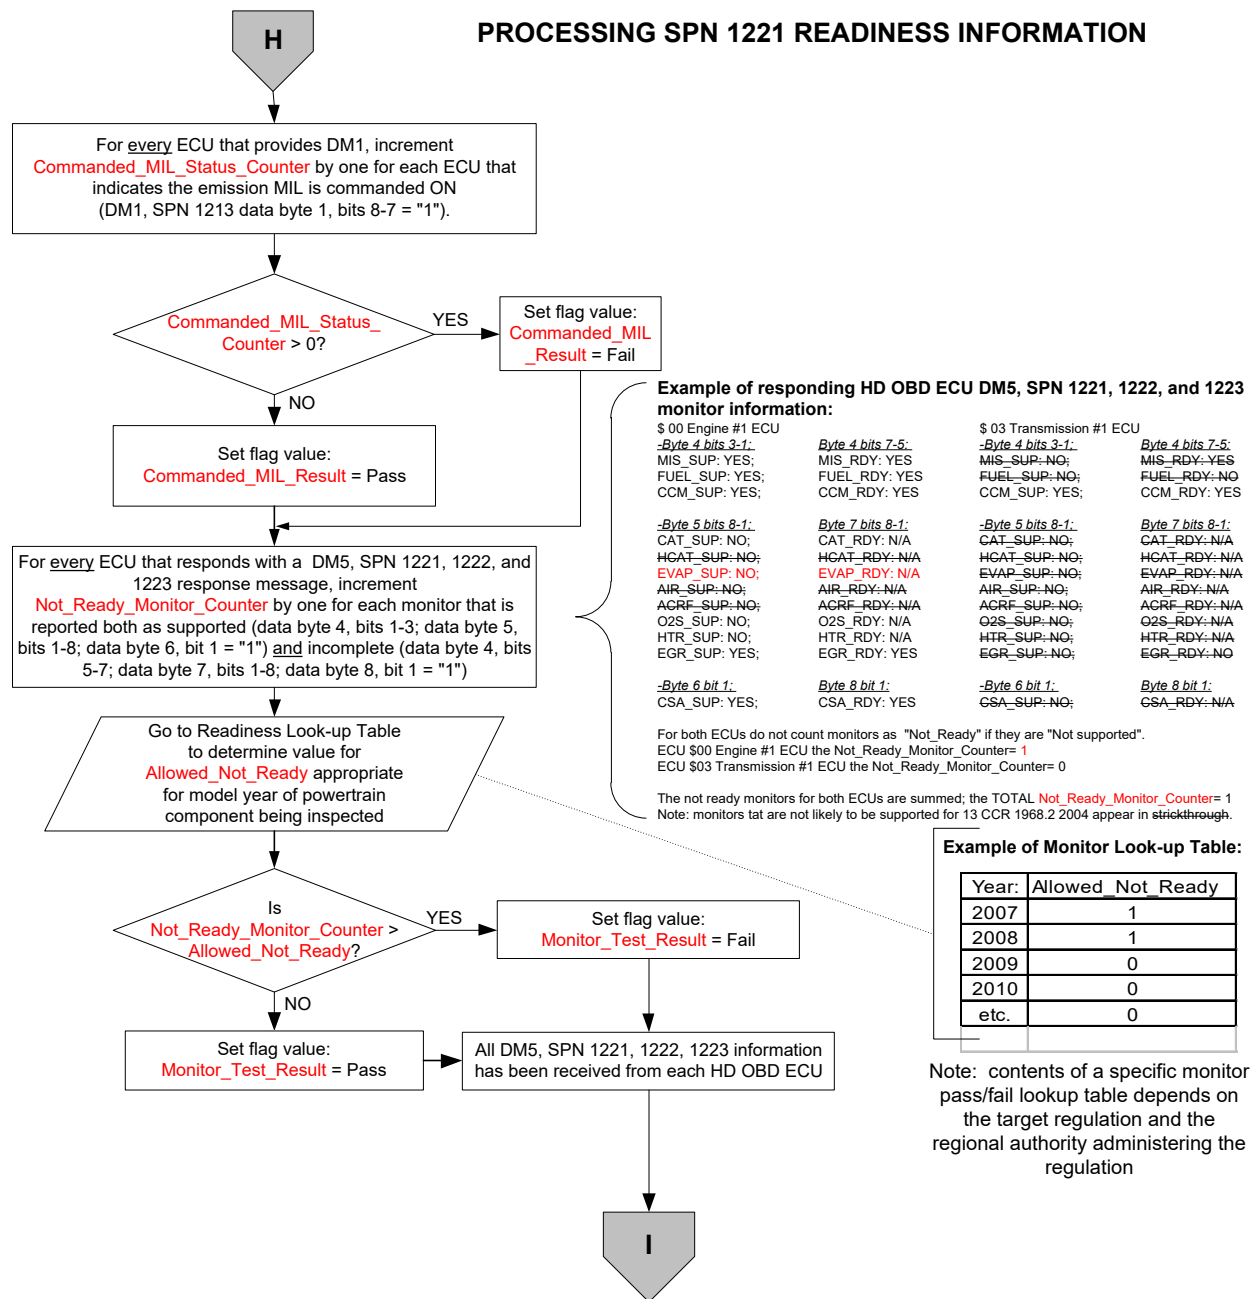 H
PROCESSING SPN 1221 READINESS INFORMATION
For every ECU that provides DM1, increment
Commanded_MIL_Status_Counter by one for each ECU that
indicates the emission MIL is commanded ON
(DM1, SPN 1213 data byte 1, bits 8-7 = "1").
Commanded_MIL_Status_
Counter > 0?
YES
Set flag value:
Commanded_MIL
_Result = Fail
NO
Set flag value:
Commanded_MIL_Result = Pass
For every ECU that responds with a  DM5, SPN 1221, 1222, and
1223 response message, increment
Not_Ready_Monitor_Counter by one for each monitor that is
reported both as supported (data byte 4, bits 1-3; data byte 5,
bits 1-8; data byte 6, bit 1 = "1") and incomplete (data byte 4, bits
5-7; data byte 7, bits 1-8; data byte 8, bit 1 = "1")
Go to Readiness Look-up Table
to determine value for
Allowed_Not_Ready appropriate
for model year of powertrain
component being inspected
Is
Not_Ready_Monitor_Counter >
Allowed_Not_Ready?
YES
Set flag value:
Monitor_Test_Result = Fail
NO
Set flag value:
Monitor_Test_Result = Pass
All DM5, SPN 1221, 1222, 1223 information
has been received from each HD OBD ECU
I
Example of responding HD OBD ECU DM5, SPN 1221, 1222, and 1223
monitor information:
$ 00 Engine #1 ECU $ 03 Transmission #1 ECU
-Byte 4 bits 3-1; Byte 4 bits 7-5: -Byte 4 bits 3-1; Byte 4 bits 7-5:
MIS_SUP: YES; MIS_RDY: YES MIS_SUP: NO; MIS_RDY: YES
FUEL_SUP: YES; FUEL_RDY: YES FUEL_SUP: NO; FUEL_RDY: NO
CCM_SUP: YES; CCM_RDY: YES CCM_SUP: YES; CCM_RDY: YES
-Byte 5 bits 8-1; Byte 7 bits 8-1: -Byte 5 bits 8-1; Byte 7 bits 8-1:
CAT_SUP: NO; CAT_RDY: N/A CAT_SUP: NO; CAT_RDY: N/A
HCAT_SUP: NO; HCAT_RDY: N/A HCAT_SUP: NO; HCAT_RDY: N/A
EVAP_SUP: NO; EVAP_RDY: N/A EVAP_SUP: NO; EVAP_RDY: N/A
AIR_SUP: NO; AIR_RDY: N/A AIR_SUP: NO; AIR_RDY: N/A
ACRF_SUP: NO; ACRF_RDY: N/A ACRF_SUP: NO; ACRF_RDY: N/A
O2S_SUP: NO; O2S_RDY: N/A O2S_SUP: NO; O2S_RDY: N/A
HTR_SUP: NO; HTR_RDY: N/A HTR_SUP: NO; HTR_RDY: N/A
EGR_SUP: YES; EGR_RDY: YES EGR_SUP: NO; EGR_RDY: NO
-Byte 6 bit 1; Byte 8 bit 1: -Byte 6 bit 1; Byte 8 bit 1:
CSA_SUP: YES; CSA_RDY: YES CSA_SUP: NO; CSA_RDY: N/A
For both ECUs do not count monitors as  "Not_Ready" if they are "Not supported".
ECU $00 Engine #1 ECU the Not_Ready_Monitor_Counter= 1
ECU $03 Transmission #1 ECU the Not_Ready_Monitor_Counter= 0
The not ready monitors for both ECUs are summed; the TOTAL Not_Ready_Monitor_Counter= 1
Note: monitors tat are not likely to be supported for 13 CCR 1968.2 2004 appear in strickthrough.
Example of Monitor Look-up Table:
Year: Allowed_Not_Ready
2007 1
2008 1
2009 0
2010 0
etc. 0
Note:  contents of a specific monitor
pass/fail lookup table depends on
the target regulation and the
regional authority administering the
regulation